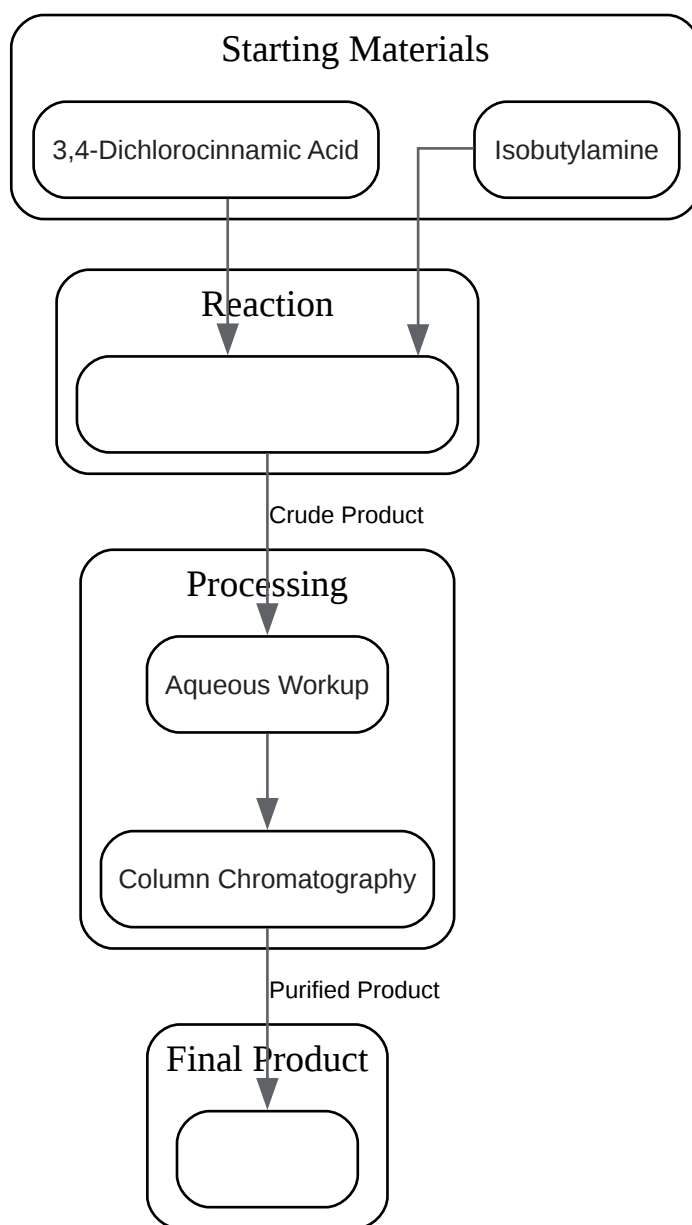 Starting Materials
3,4-Dichlorocinnamic Acid
Isobutylamine
Reaction
Crude Product
Processing
Aqueous Workup
Column Chromatography
Purified Product
Final Product